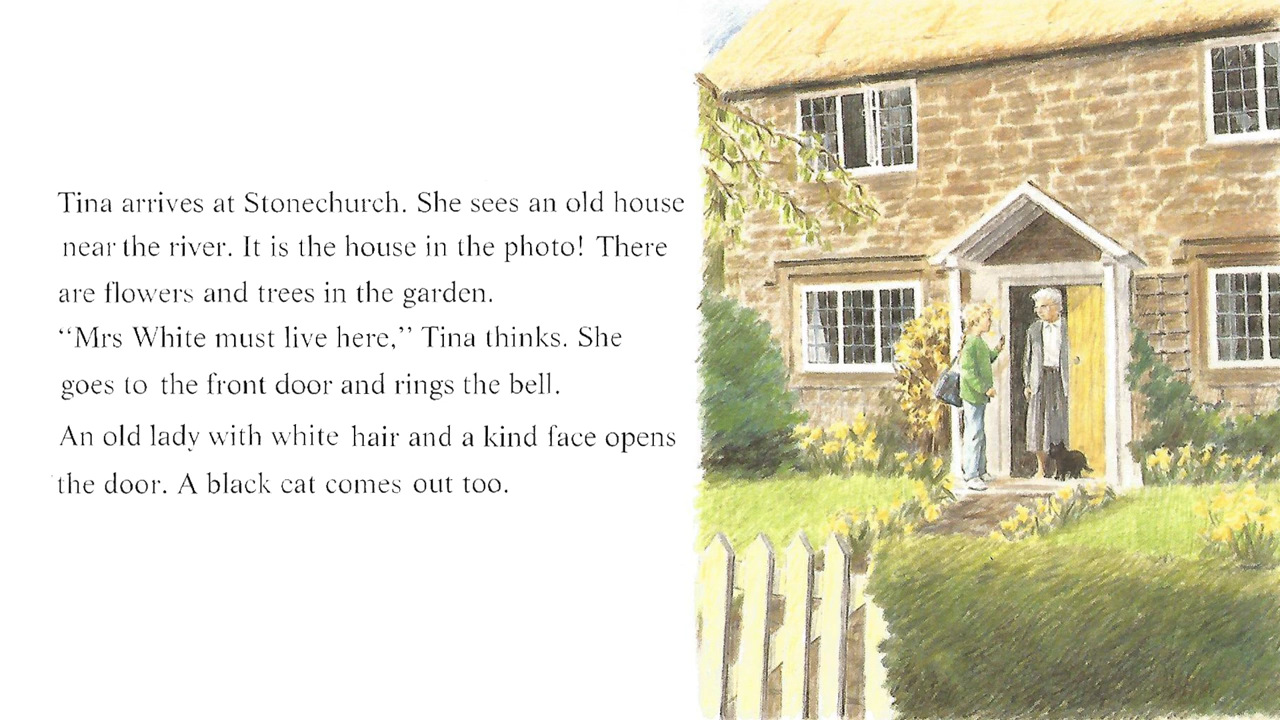 Tina arrives at Stonechurch. She sees an old house
near the river. It is the house in the photo! There
are flowers and trees in the garden.
“Mrs White must live here,” Tina thinks. She
goes to the front door and rings the bell.
An old lady with white hair and a kind face opens
the door. A black cat comes out too.